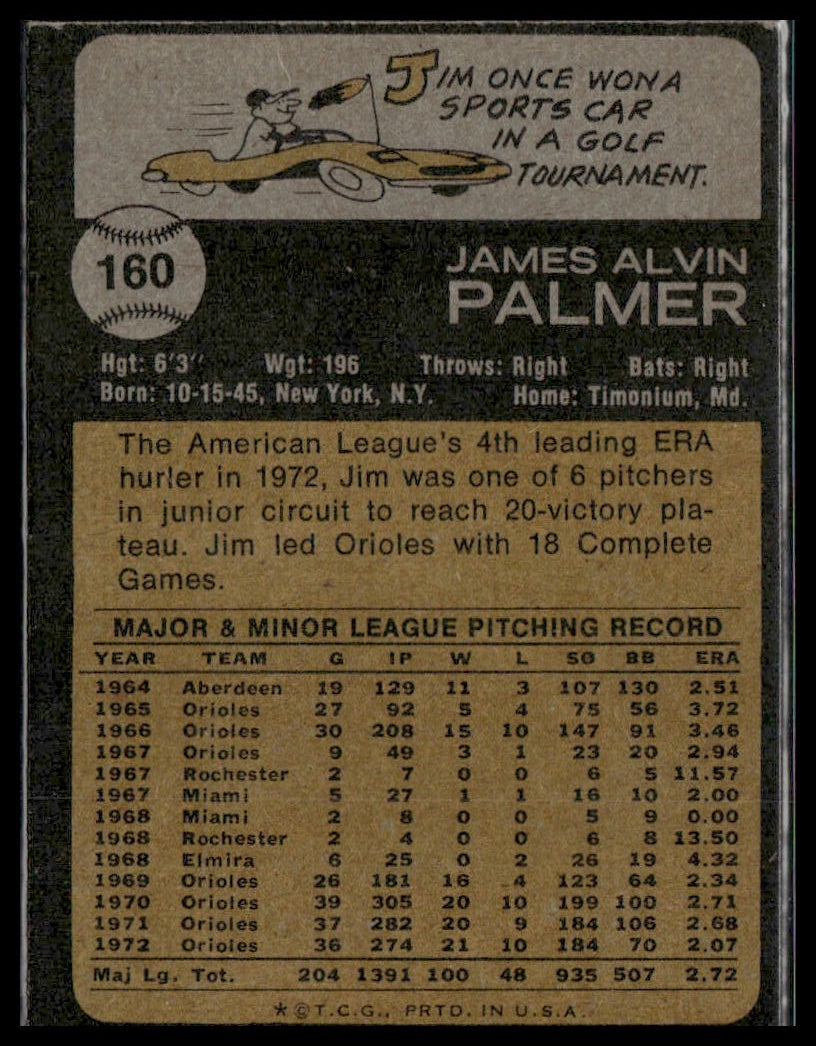 JIM ONCE WON A
SPORTS CAR
IN A GOLF
TOURNAMENT.
160
JAMES ALVIN
PALMER
Hgt: 6'3" Wgt: 196 Throws: Right Bats: Right
Born: 10-15-45, New York, N.Y. Home: Timonium, Md.
The American League's 4th leading ERA
hurler in 1972, Jim was one of 6 pitchers
in junior circuit to reach 20-victory pla-
teau. Jim led Orioles with 18 Complete
Games.
MAJOR & MINOR LEAGUE PITCHING RECORD
YEAR TEAM G IP W L SO BB ERA
1964 Aberdeen 19 129 11 3 107 130 2.51
1965 Orioles 27 92 5 4 75 56 3.72
1966 Orioles 30 208 15 10 147 91 3.46
1967 Orioles 9 49 3 1 23 20 2.94
1967 Rochester 2 7 0 0 6 5 11.57
1967 Miami 5 27 1 1 16 10 2.00
1968 Miami 2 8 0 0 5 9 0.00
1968 Rochester 2 4 0 0 6 8 13.50
1968 Elmira 6 25 0 2 26 19 4.32
1969 Orioles 26 181 16 4 123 64 2.34
1970 Orioles 39 305 20 10 199 100 2.71
1971 Orioles 37 282 20 9 184 106 2.68
1972 Orioles 36 274 21 10 184 70 2.07
Maj Lg. Tot. 204 1391 100 48 935 507 2.72
*©T.C.G., PRTD. IN U.S.A.